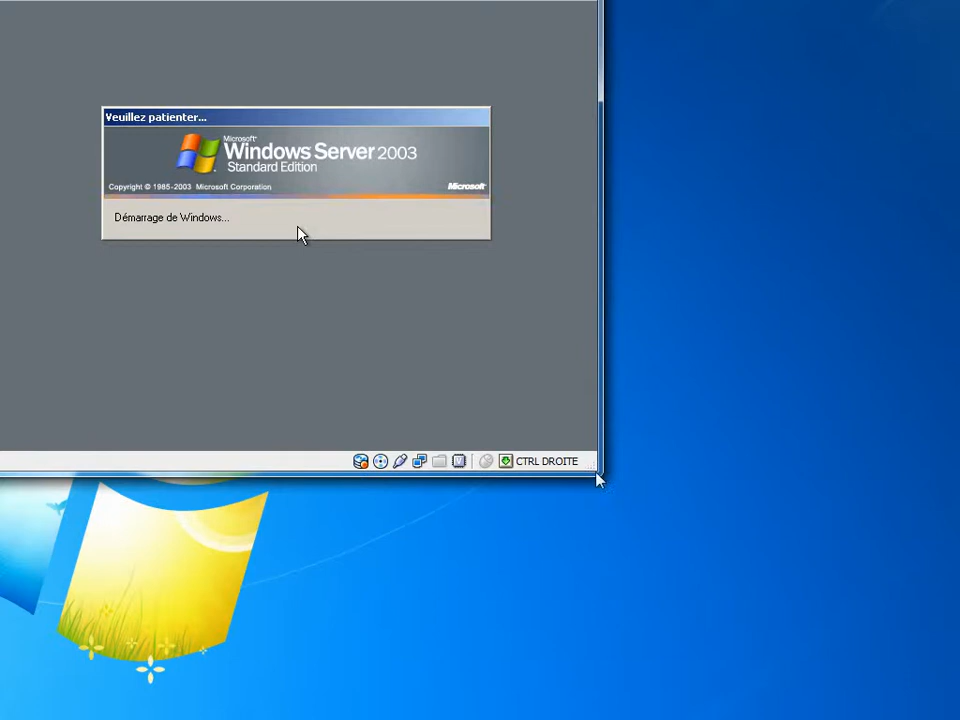 Veuillez patienter...
Microsoft®
Windows Server 2003
Standard Edition
Copyright © 1985-2003 Microsoft Corporation
Microsoft
Démarrage de Windows...
CTRL DROITE